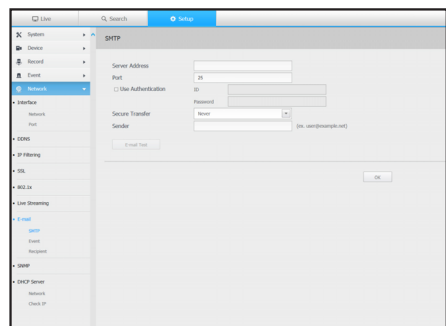 Live
Search
Setup
System
Device
Record
Event
Network
Interface
Network
Port
DDNS
IP Filtering
SSL
802.1x
Live Streaming
E-mail
SMTP
Event
Recipient
SNMP
DHCP Server
Network
Client IP
SMTP
Server Address
Port
25
Use Authentication
ID
Password
Secure Transfer
Never
Sender
(ex. user@example.net)
E-mail Test
OK